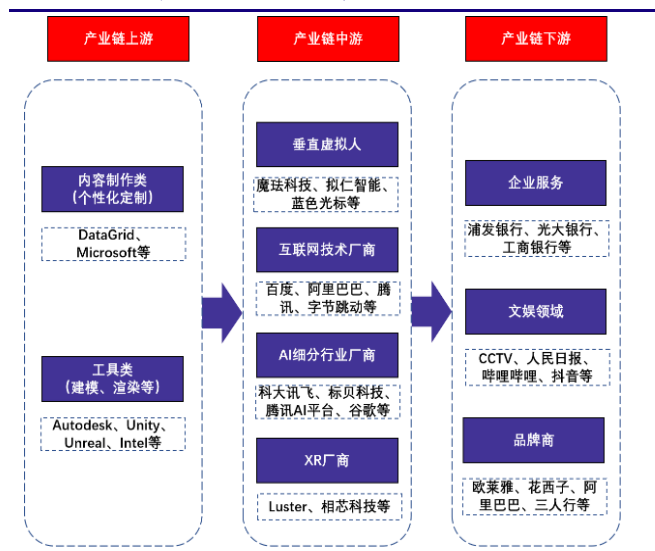 产业链上游
产业链中游
产业链下游
内容制作类
(个性化定制)
DataGrid、
Microsoft等
工具类
(建模、渲染等)
Autodesk、Unity、
Unreal、Intel等
垂直虚拟人
魔珐科技、拟仁智能、
蓝色光标等
互联网技术厂商
百度、阿里巴巴、腾
讯、字节跳动等
AI细分行业厂商
科大讯飞、标贝科技、
腾讯AI平台、谷歌等
XR厂商
Luster、相芯科技等
企业服务
浦发银行、光大银行、
工商银行等
文娱领域
CCTV、人民日报、
哔哩哔哩、抖音等
品牌商
欧莱雅、花西子、阿
里巴巴、三人行等